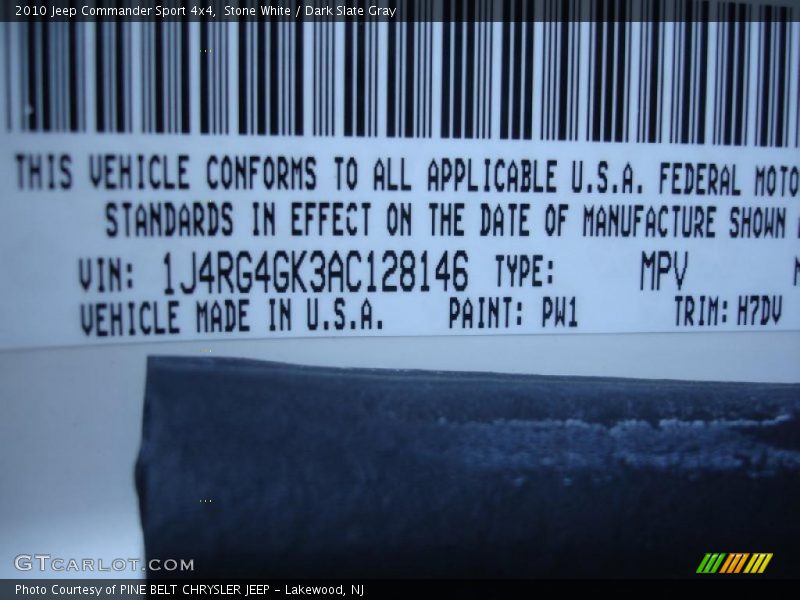 2010 Jeep Commander Sport 4x4, Stone White / Dark Slate Gray
THIS VEHICLE CONFORMS TO ALL APPLICABLE U.S.A. FEDERAL MOTO
STANDARDS IN EFFECT ON THE DATE OF MANUFACTURE SHOWN
VIN: 1J4RG4GK3AC128146 TYPE: MPV
VEHICLE MADE IN U.S.A. PAINT: PW1 TRIM: H7DV
GTCARLOT.COM
Photo Courtesy of PINE BELT CHRYSLER JEEP - Lakewood, NJ